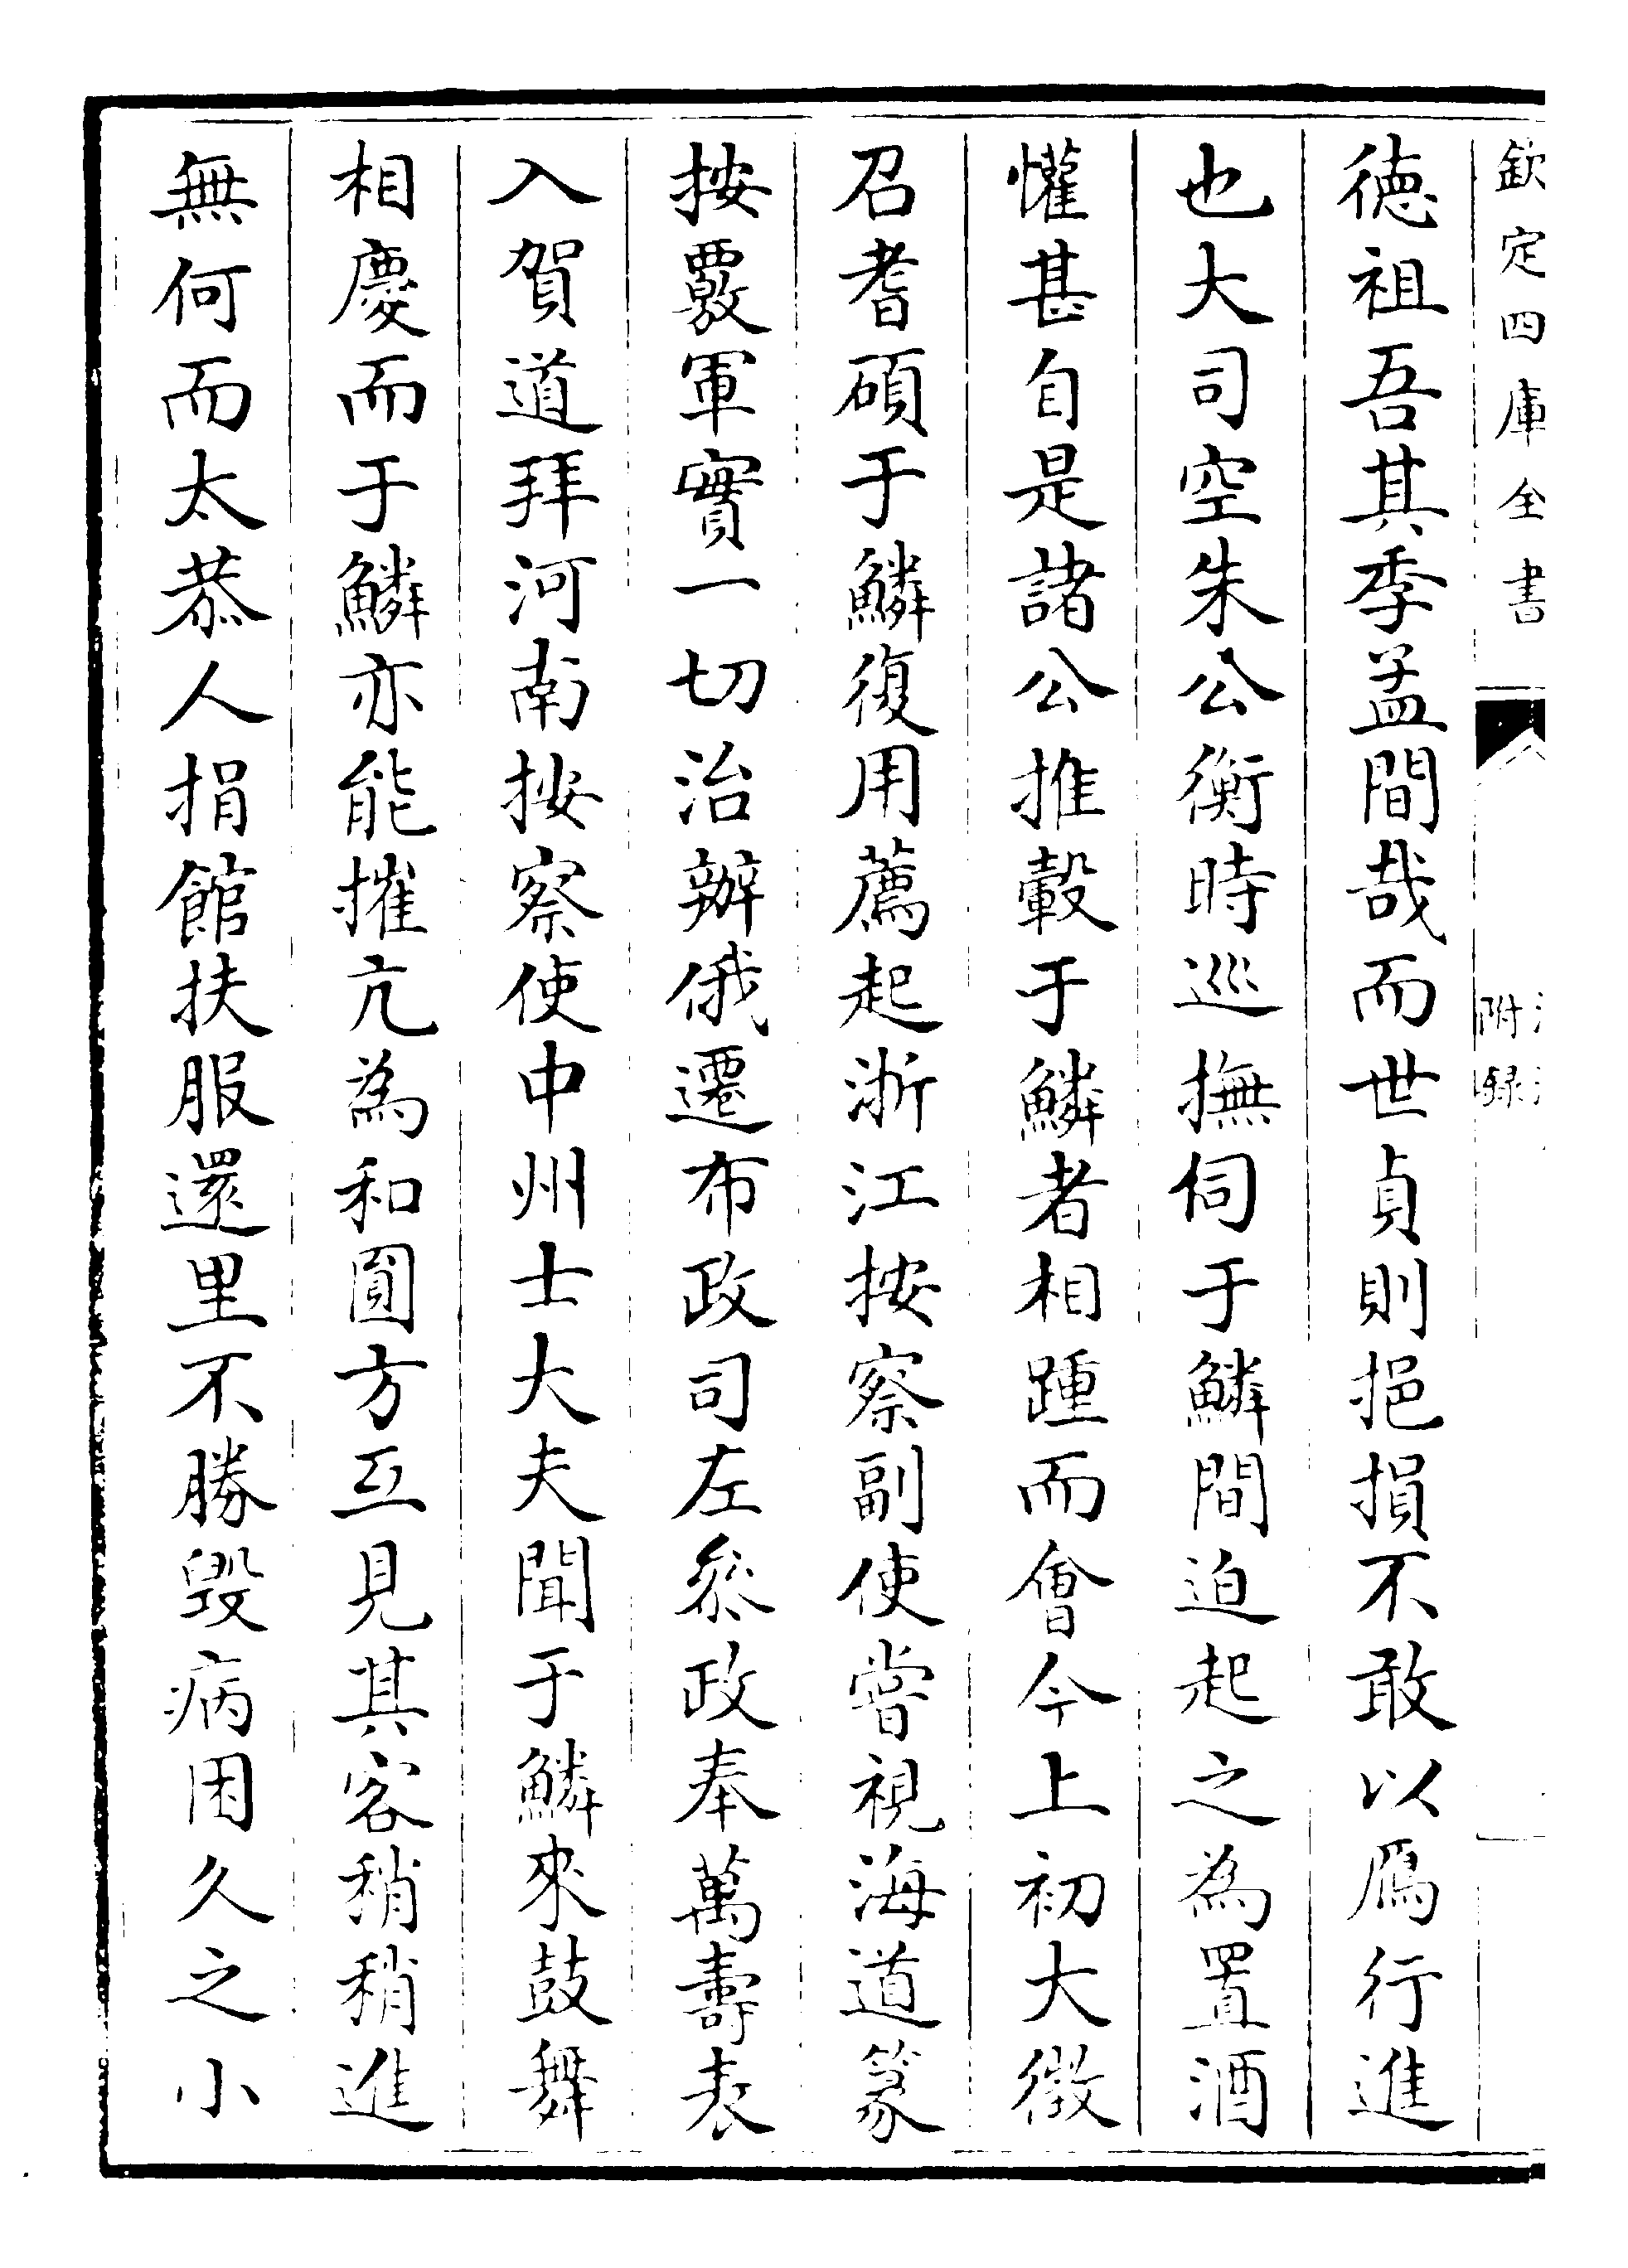 欽定四庫全書
附録
德祖吾其季孟間哉而世貞則挹損不敢以鴈行進
也大司空朱公衡時巡撫伺于鱗間迫起之為置酒
懽甚自是諸公推轂于鱗者相踵而會今上初大徴
召耆碩于鱗復用薦起浙江按察副使嘗視海道篆
按覈軍實一切治辦俄遷布政司左叅政奉萬壽表
入賀道拜河南按察使中州士大夫聞于鱗來鼓舞
相慶而于鱗亦能摧亢為和圓方互見其客稍稍進
無何而太恭人捐館扶服還里不勝毀病困久之小